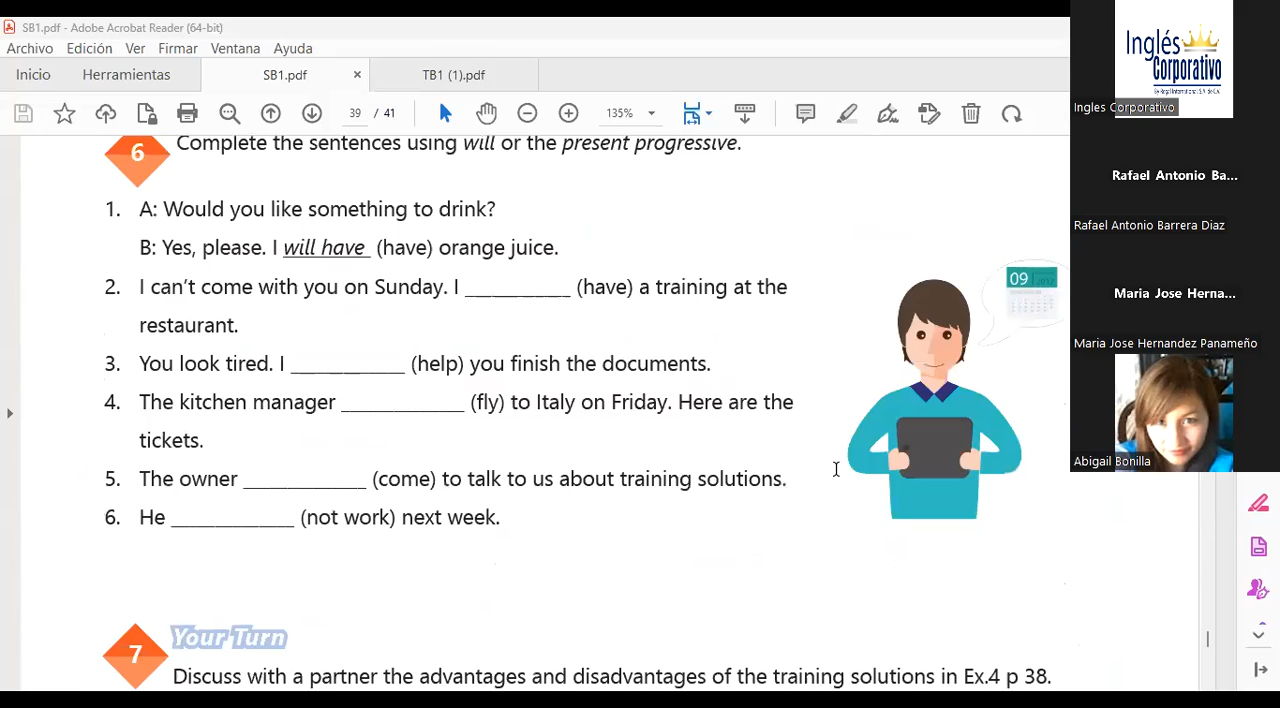 SB1.pdf - Adobe Acrobat Reader (64-bit)
Archivo Edición Ver Firmar Ventana Ayuda
Inicio Herramientas SB1.pdf × TB1 (1).pdf
39 / 41 135%
6 Complete the sentences using will or the present progressive.
1. A: Would you like something to drink?
B: Yes, please. I will have (have) orange juice.
2. I can't come with you on Sunday. I __________ (have) a training at the
restaurant.
3. You look tired. I ___________ (help) you finish the documents.
4. The kitchen manager ____________ (fly) to Italy on Friday. Here are the
tickets.
5. The owner ____________ (come) to talk to us about training solutions.
6. He ____________ (not work) next week.
09
7 Your Turn
Discuss with a partner the advantages and disadvantages of the training solutions in Ex.4 p 38.
Inglés
Corporativo
Ingles Corporativo
Rafael Antonio Ba...
Rafael Antonio Barrera Diaz
Maria Jose Herna...
Maria Jose Hernandez Panameño
Abigail Bonilla